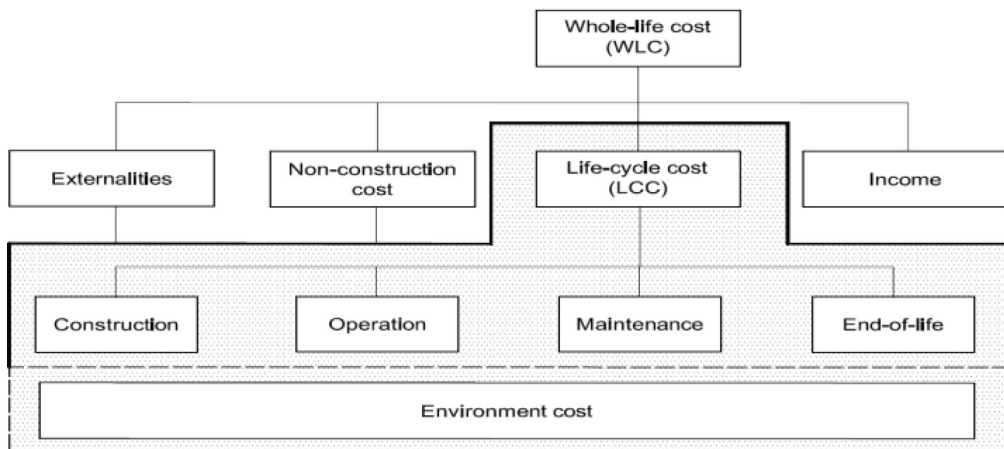 Whole-life cost
(WLC)
Externalities
Non-construction
cost
Life-cycle cost
(LCC)
Income
Construction
Operation
Maintenance
End-of-life
Environment cost